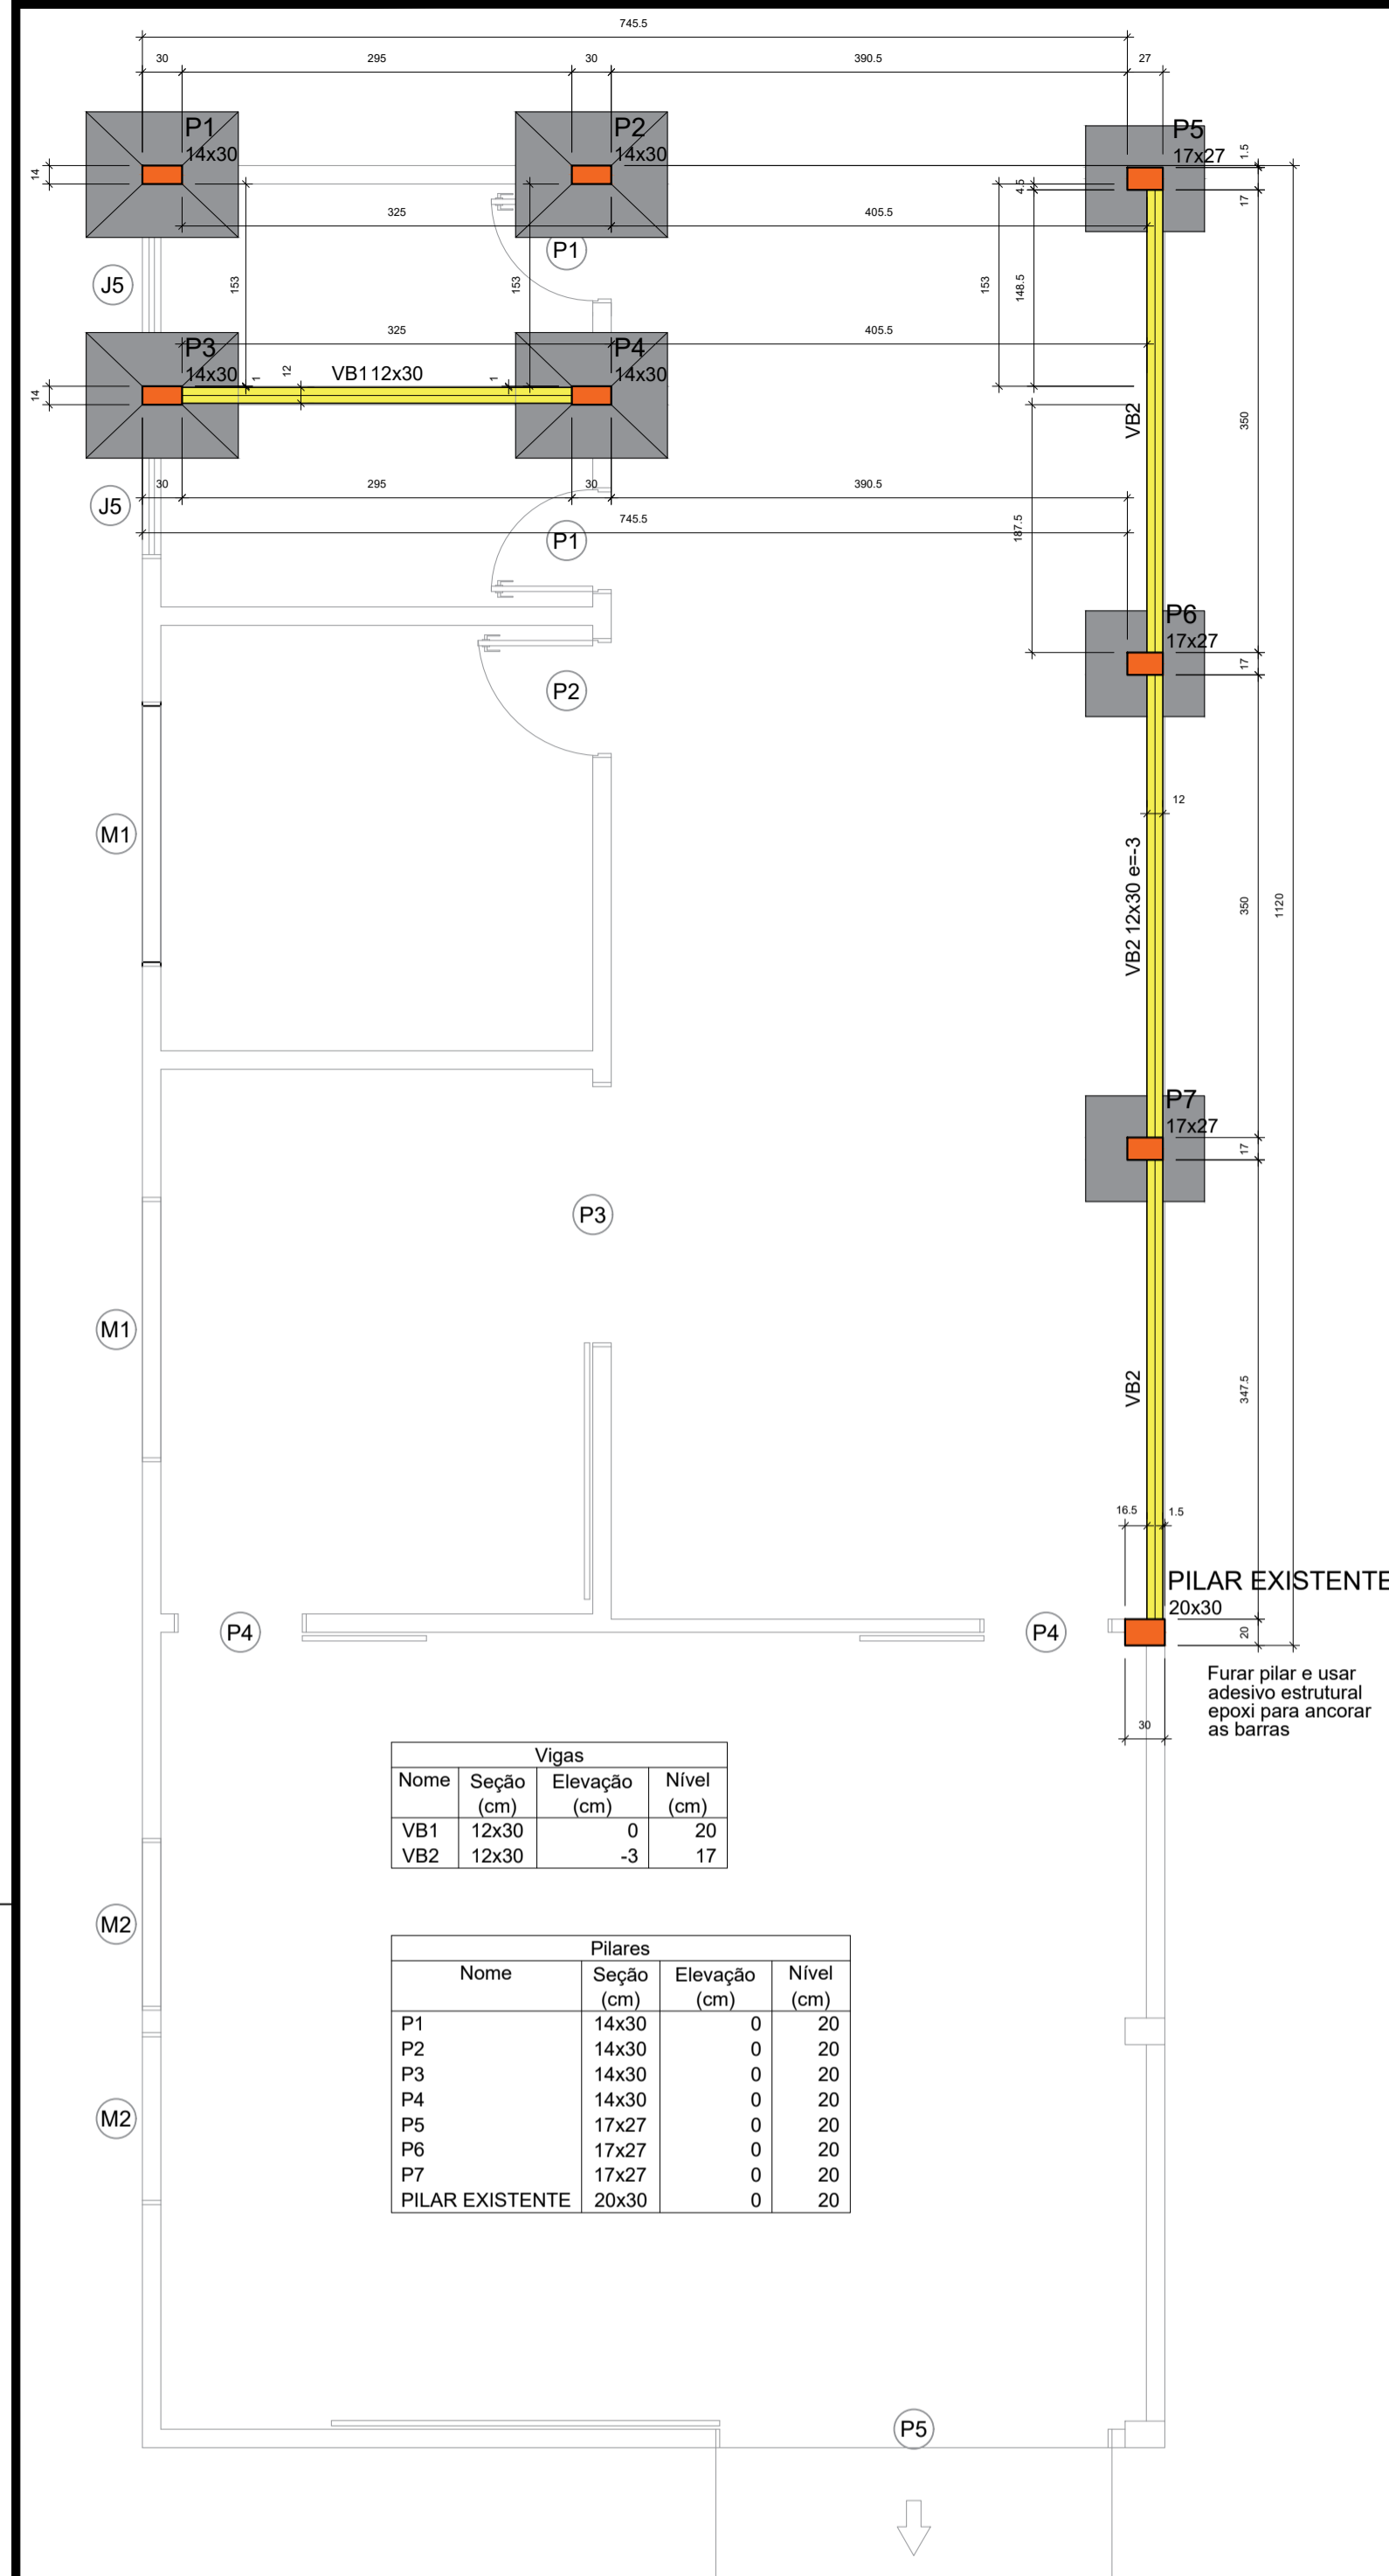 745.5
30 295 30 390.5 27
P1 P2 P5
14x30 14x30 17x27 1.5
14 4.5 17
325 405.5
P1
J5 153 153 153 148.5
325 405.5
P3 P4
14x30 14x30
14 1 12 VB112x30 1
VB2 350
30 295 30 390.5
J5
745.5 187.5
P1
P6
17x27
17
P2
12
M1
VB2 12x30 e=-3 350 1120
P7
17x27
17
P3
M1
VB2 347.5
16.5 1.5
PILAR EXISTENTE
20x30
P4 P4 20
Furar pilar e usar
adesivo estrutural
epoxi para ancorar
as barras
30
Vigas
Nome Seção Elevação Nível
(cm) (cm) (cm)
VB1 12x30 0 20
VB2 12x30 -3 17
M2
Pilares
Nome Seção Elevação Nível
(cm) (cm) (cm)
P1 14x30 0 20
P2 14x30 0 20
P3 14x30 0 20
P4 14x30 0 20
P5 17x27 0 20
P6 17x27 0 20
P7 17x27 0 20
PILAR EXISTENTE 20x30 0 20
M2
P5